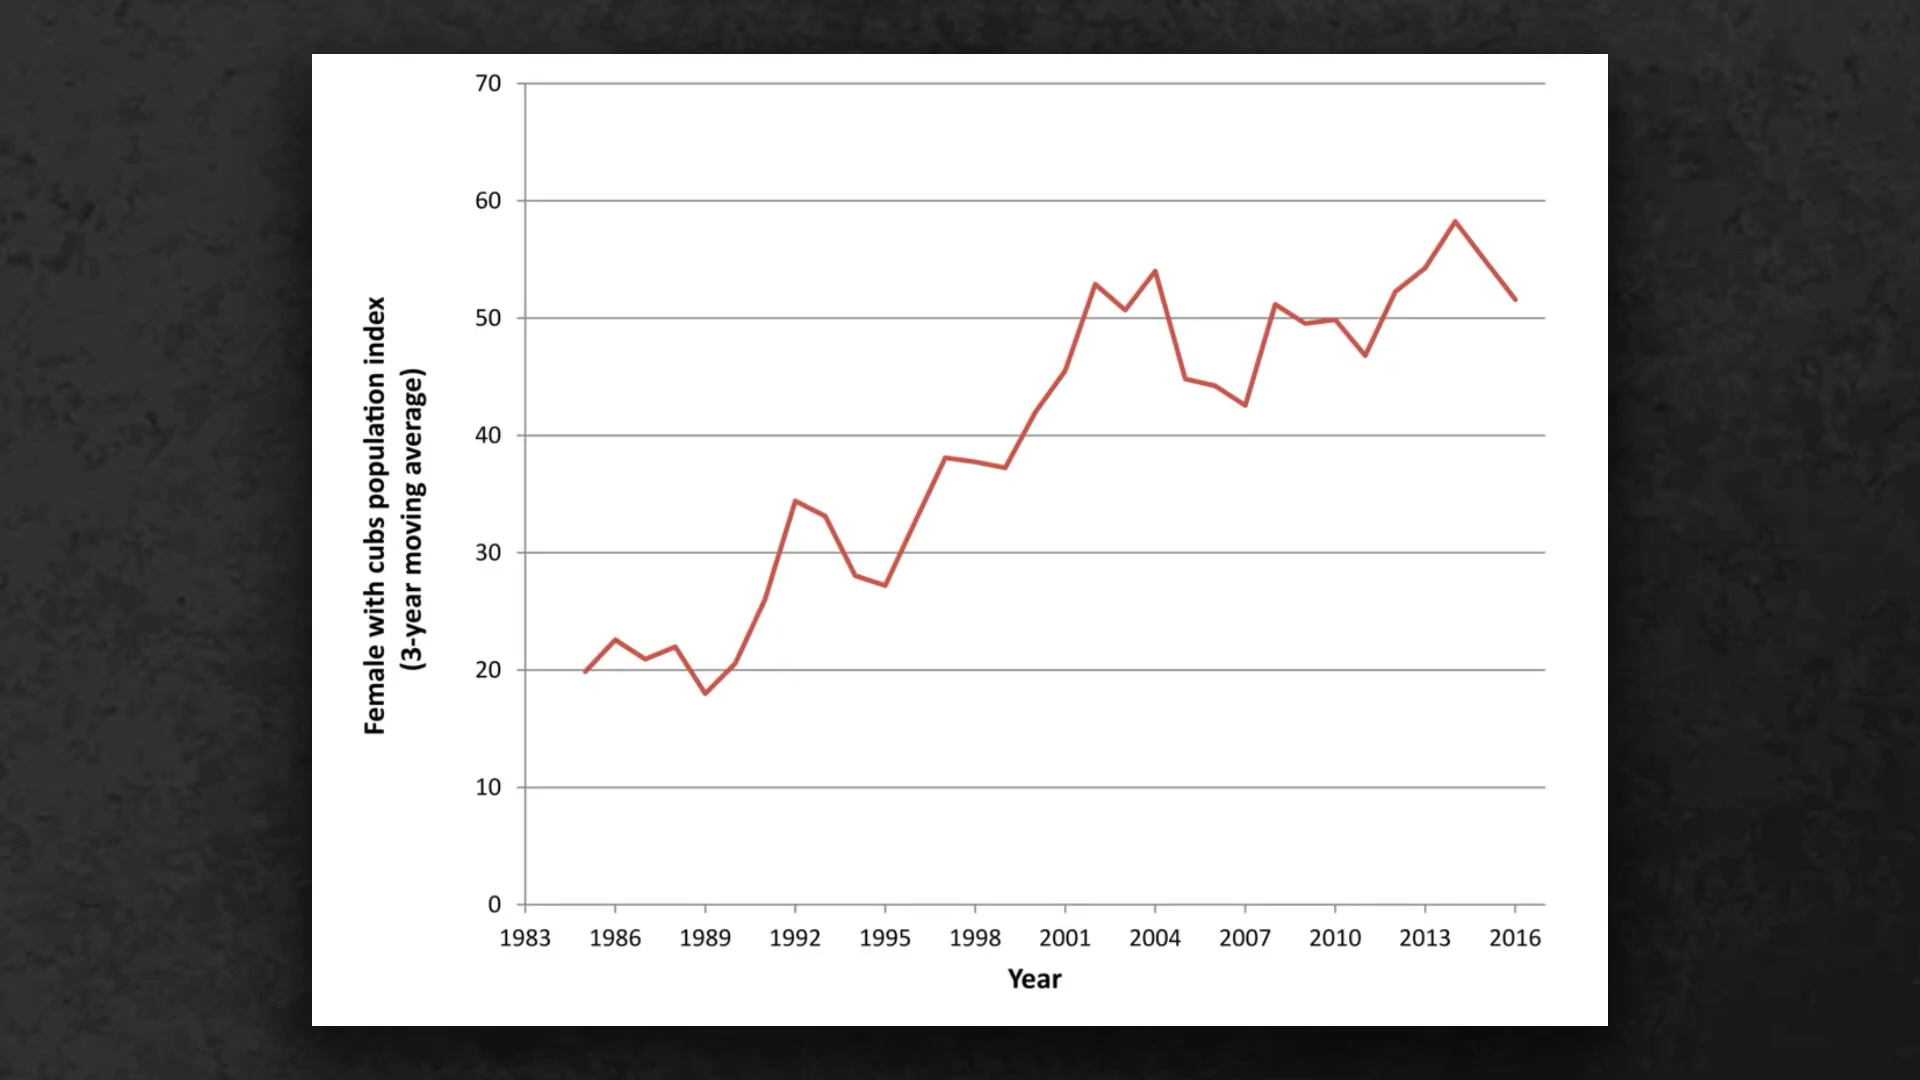 70
60
50
40
30
20
10
0
Female with cubs population index
(3-year moving average)
1983 1986 1989 1992 1995 1998 2001 2004 2007 2010 2013 2016
Year